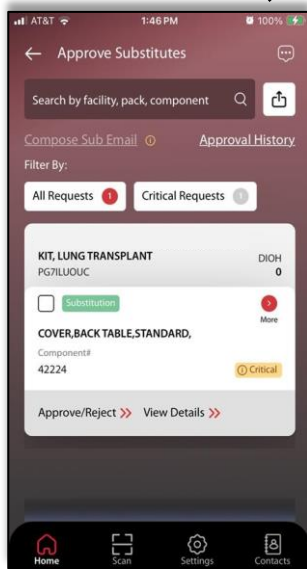 AT&T 1:46 PM 100%
Approve Substitutes
Search by facility, pack, component
Compose Sub Email Approval History
Filter By:
All Requests 1 Critical Requests 1
KIT, LUNG TRANSPLANT DIOH
PG7ILUOUC 0
Substitution
More
COVER,BACK TABLE,STANDARD,
Component#
42224 Critical
Approve/Reject View Details
Home Scan Settings Contacts